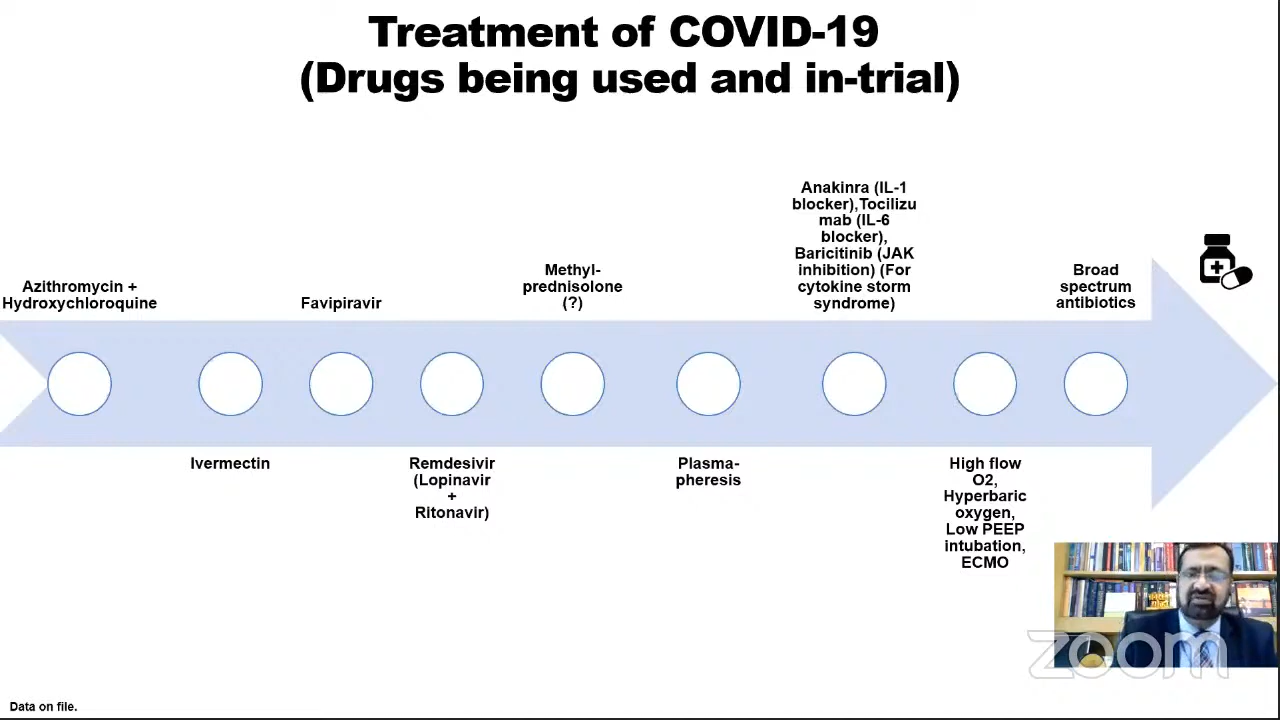 Treatment of COVID-19
(Drugs being used and in-trial)
Azithromycin +
Hydroxychloroquine
Ivermectin
Favipiravir
Remdesivir
(Lopinavir
+
Ritonavir)
Methyl-
prednisolone
(?)
Plasma-
pheresis
Anakinra (IL-1
blocker),Tocilizu
mab (IL-6
blocker),
Baricitinib (JAK
inhibition) (For
cytokine storm
syndrome)
High flow
O2,
Hyperbaric
oxygen,
Low PEEP
intubation,
ECMO
Broad
spectrum
antibiotics
zoom
Data on file.